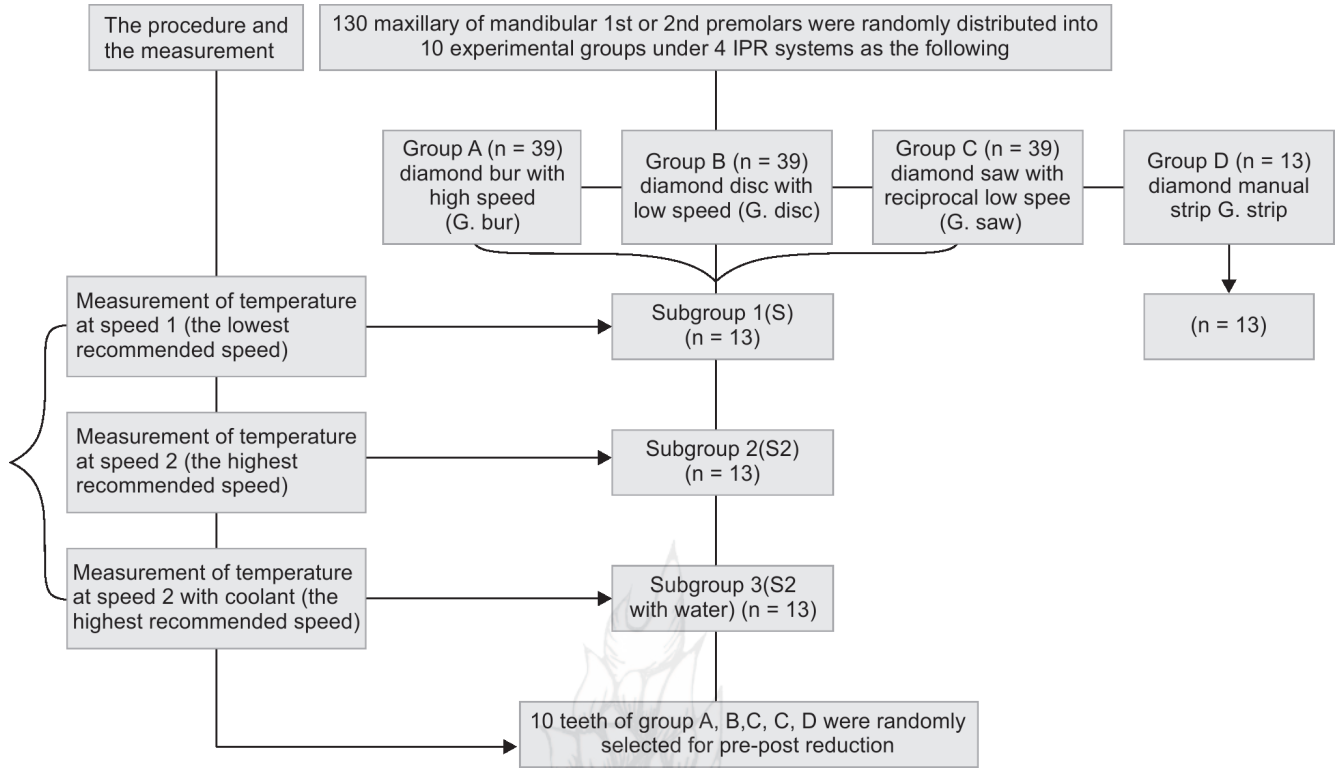 The procedure and
the measurement
130 maxillary of mandibular 1st or 2nd premolars were randomly distributed into
10 experimental groups under 4 IPR systems as the following
Group A (n = 39)
diamond bur with
high speed
(G. bur)
Group B (n = 39)
diamond disc with
low speed (G. disc)
Group C (n = 39)
diamond saw with
reciprocal low spee
(G. saw)
Group D (n = 13)
diamond manual
strip G. strip
Measurement of temperature
at speed 1 (the lowest
recommended speed)
Subgroup 1(S)
(n = 13)
(n = 13)
Measurement of temperature
at speed 2 (the highest
recommended speed)
Subgroup 2(S2)
(n = 13)
Measurement of temperature
at speed 2 with coolant (the
highest recommended speed)
Subgroup 3(S2
with water) (n = 13)
10 teeth of group A, B,C, C, D were randomly
selected for pre-post reduction